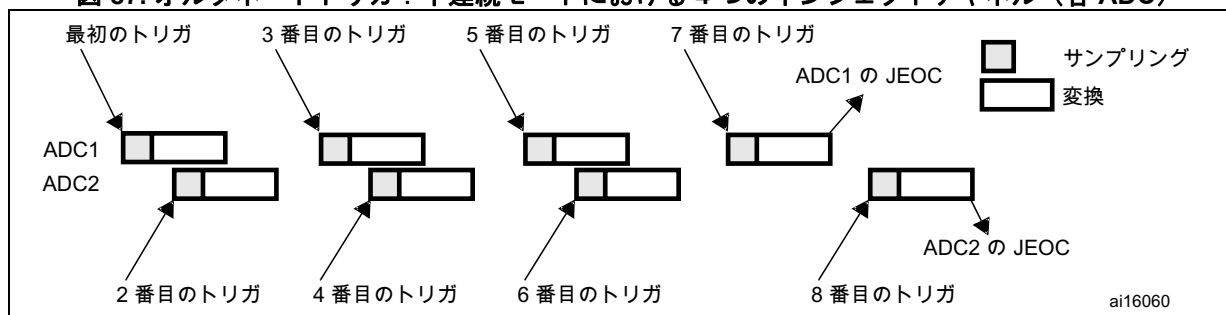 最初のトリガ
3 番目のトリガ
5 番目のトリガ
7 番目のトリガ
ADC1 の JEOC
サンプリング
変換
ADC1
ADC2
ADC2 の JEOC
2 番目のトリガ
4 番目のトリガ
6 番目のトリガ
8 番目のトリガ
ai16060